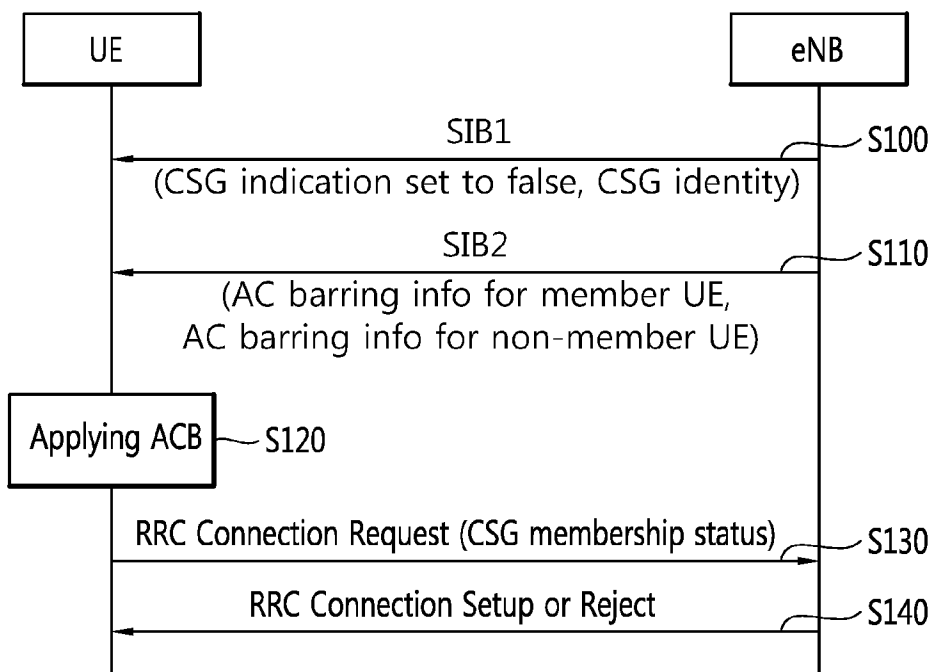 UE
eNB
SIB1
S100
(CSG indication set to false, CSG identity)
SIB2
S110
(AC barring info for member UE,
AC barring info for non-member UE)
Applying ACB
S120
RRC Connection Request (CSG membership status)
S130
RRC Connection Setup or Reject
S140